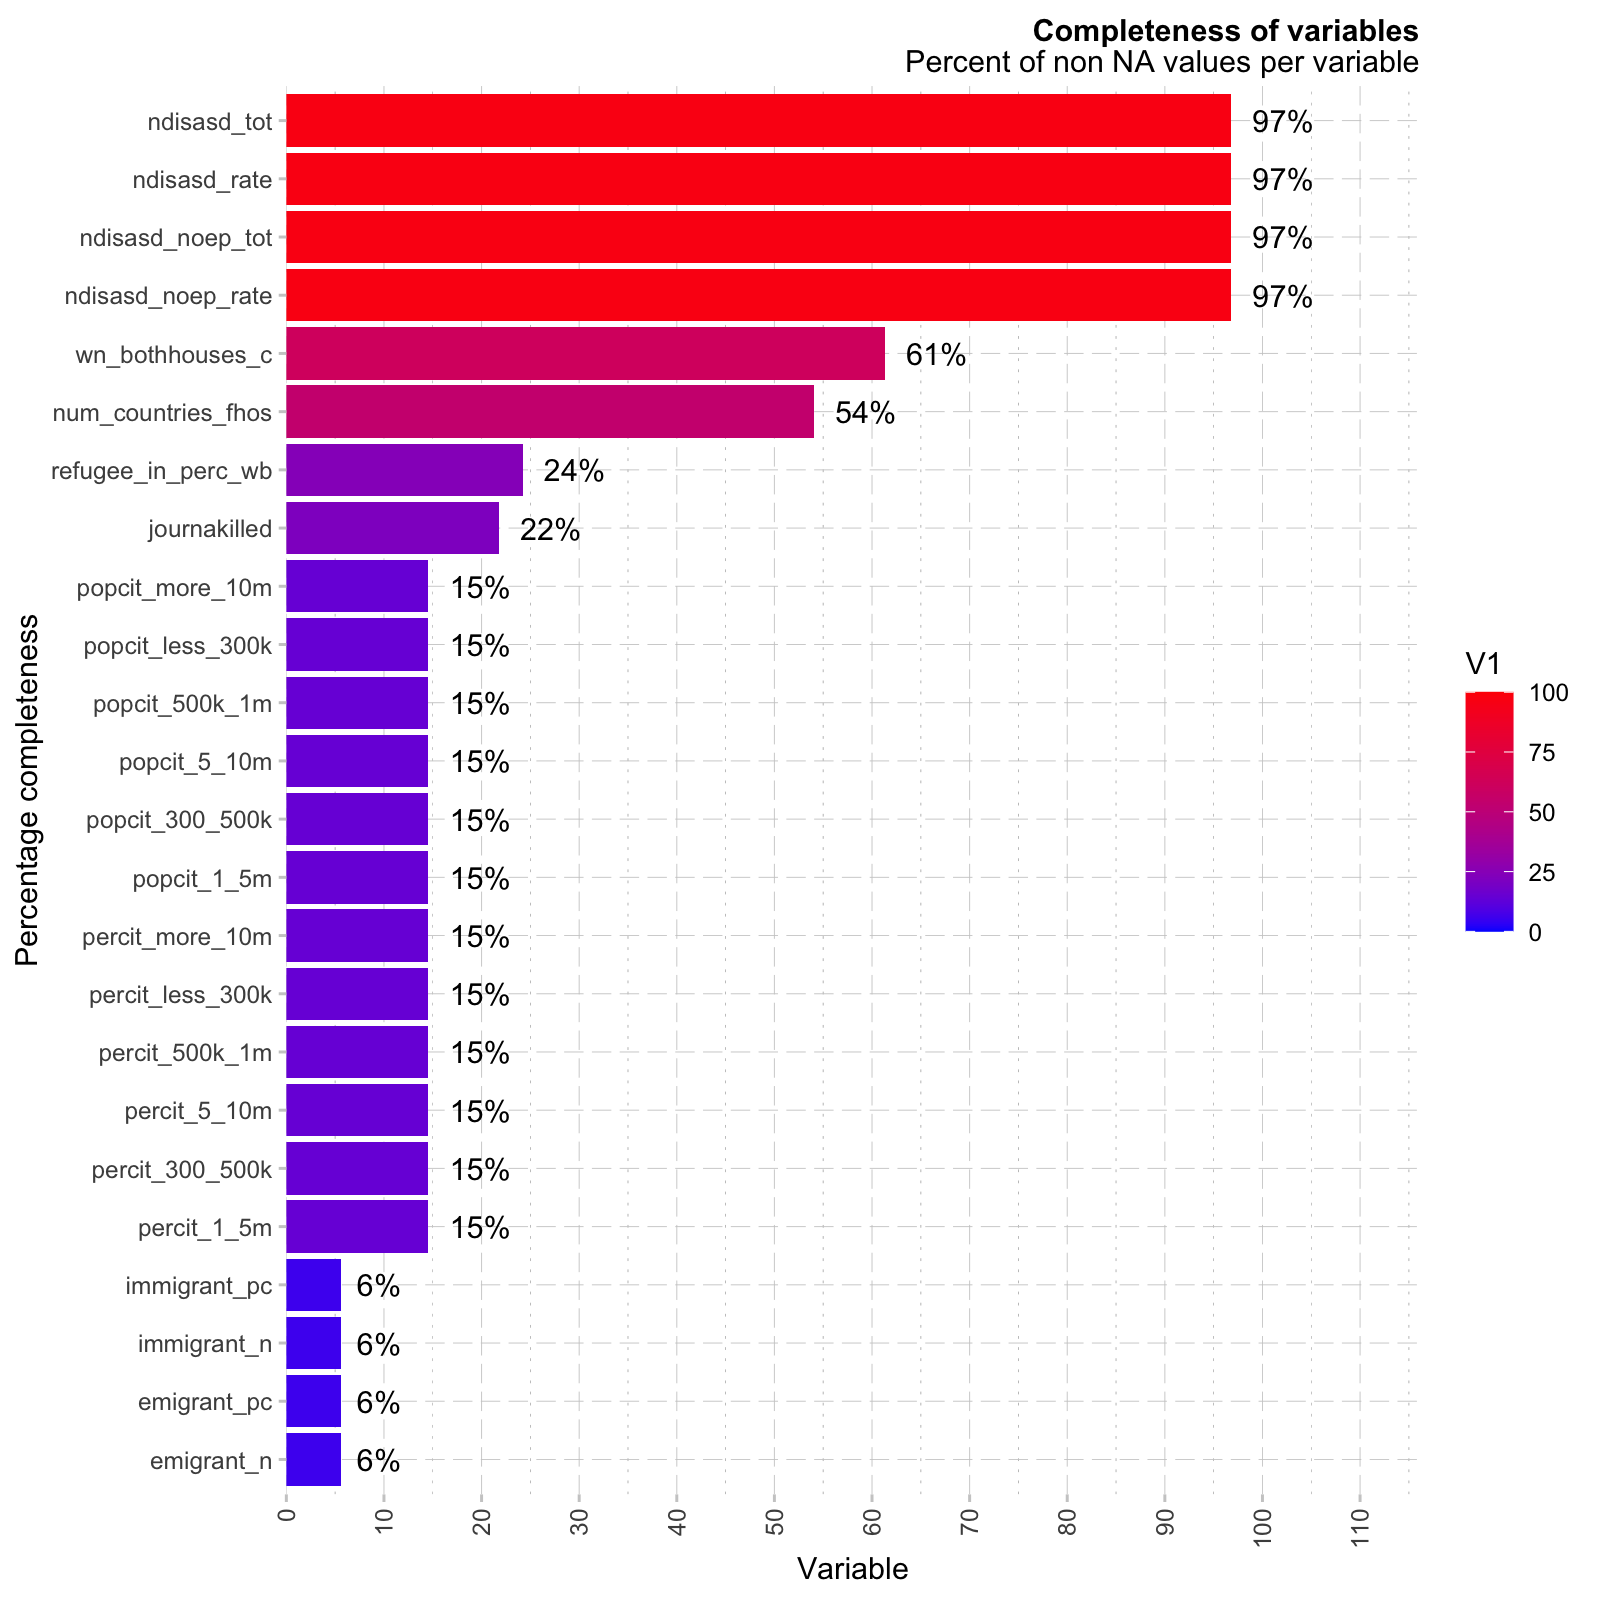 Completeness of variables
Percent of non NA values per variable
ndisasd_tot 97%
ndisasd_rate 97%
ndisasd_noep_tot 97%
ndisasd_noep_rate 97%
wn_bothhouses_c 61%
num_countries_fhos 54%
refugee_in_perc_wb 24%
journakilled 22%
popcit_more_10m 15%
popcit_less_300k 15%
popcit_500k_1m 15%
popcit_5_10m 15%
popcit_300_500k 15%
popcit_1_5m 15%
percit_more_10m 15%
percit_less_300k 15%
percit_500k_1m 15%
percit_5_10m 15%
percit_300_500k 15%
percit_1_5m 15%
immigrant_pc 6%
immigrant_n 6%
emigrant_pc 6%
emigrant_n 6%
0 10 20 30 40 50 60 70 80 90 100 110
Variable
Percentage completeness
V1
100
75
50
25
0